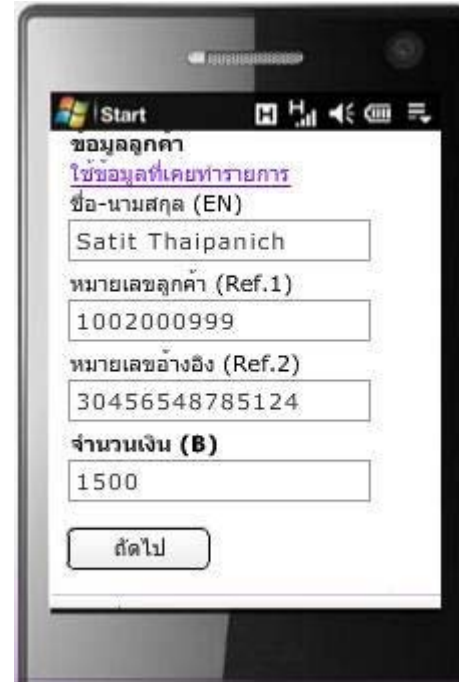 Start
ข้อมูลลูกค้า
ใช้ข้อมูลที่เคยทำรายการ
ชื่อ-นามสกุล (EN)
Satit Thaipanich
หมายเลขลูกค้า (Ref.1)
1002000999
หมายเลขอ้างอิง (Ref.2)
30456548785124
จำนวนเงิน (B)
1500
ถัดไป